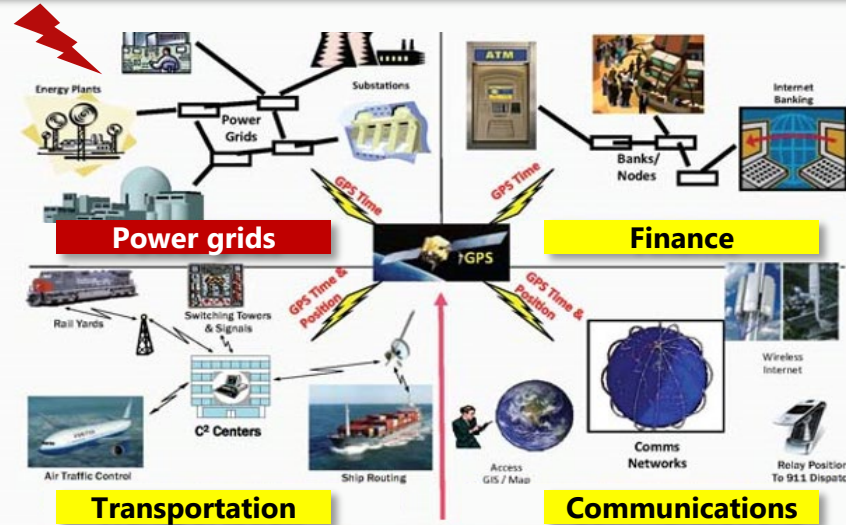 Energy Plants
Substations
Power
Grids
GPS Time
Power grids
ATM
Internet
Banking
Banks/
Nodes
GPS Time
Finance
GPS
GPS Time &
Position
Rail Yards
Switching Towers
& Signals
C² Centers
Air Traffic Control
Ship Routing
Transportation
GPS Time &
Position
Wireless
Internet
Comms
Networks
Access
GIS / Map
Relay Position
To 911 Dispatc
Communications